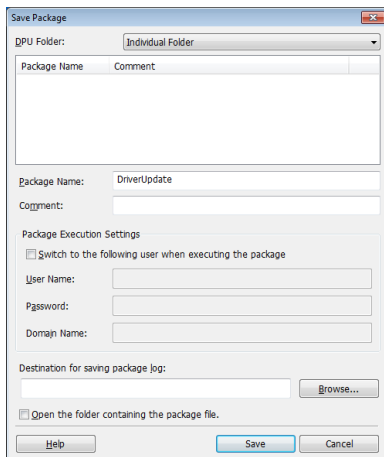 Save Package
DPU Folder: Individual Folder
Package Name Comment
Package Name: DriverUpdate
Comment:
Package Execution Settings
Switch to the following user when executing the package
User Name:
Password:
Domain Name:
Destination for saving package log:
Browse...
Open the folder containing the package file.
Help Save Cancel